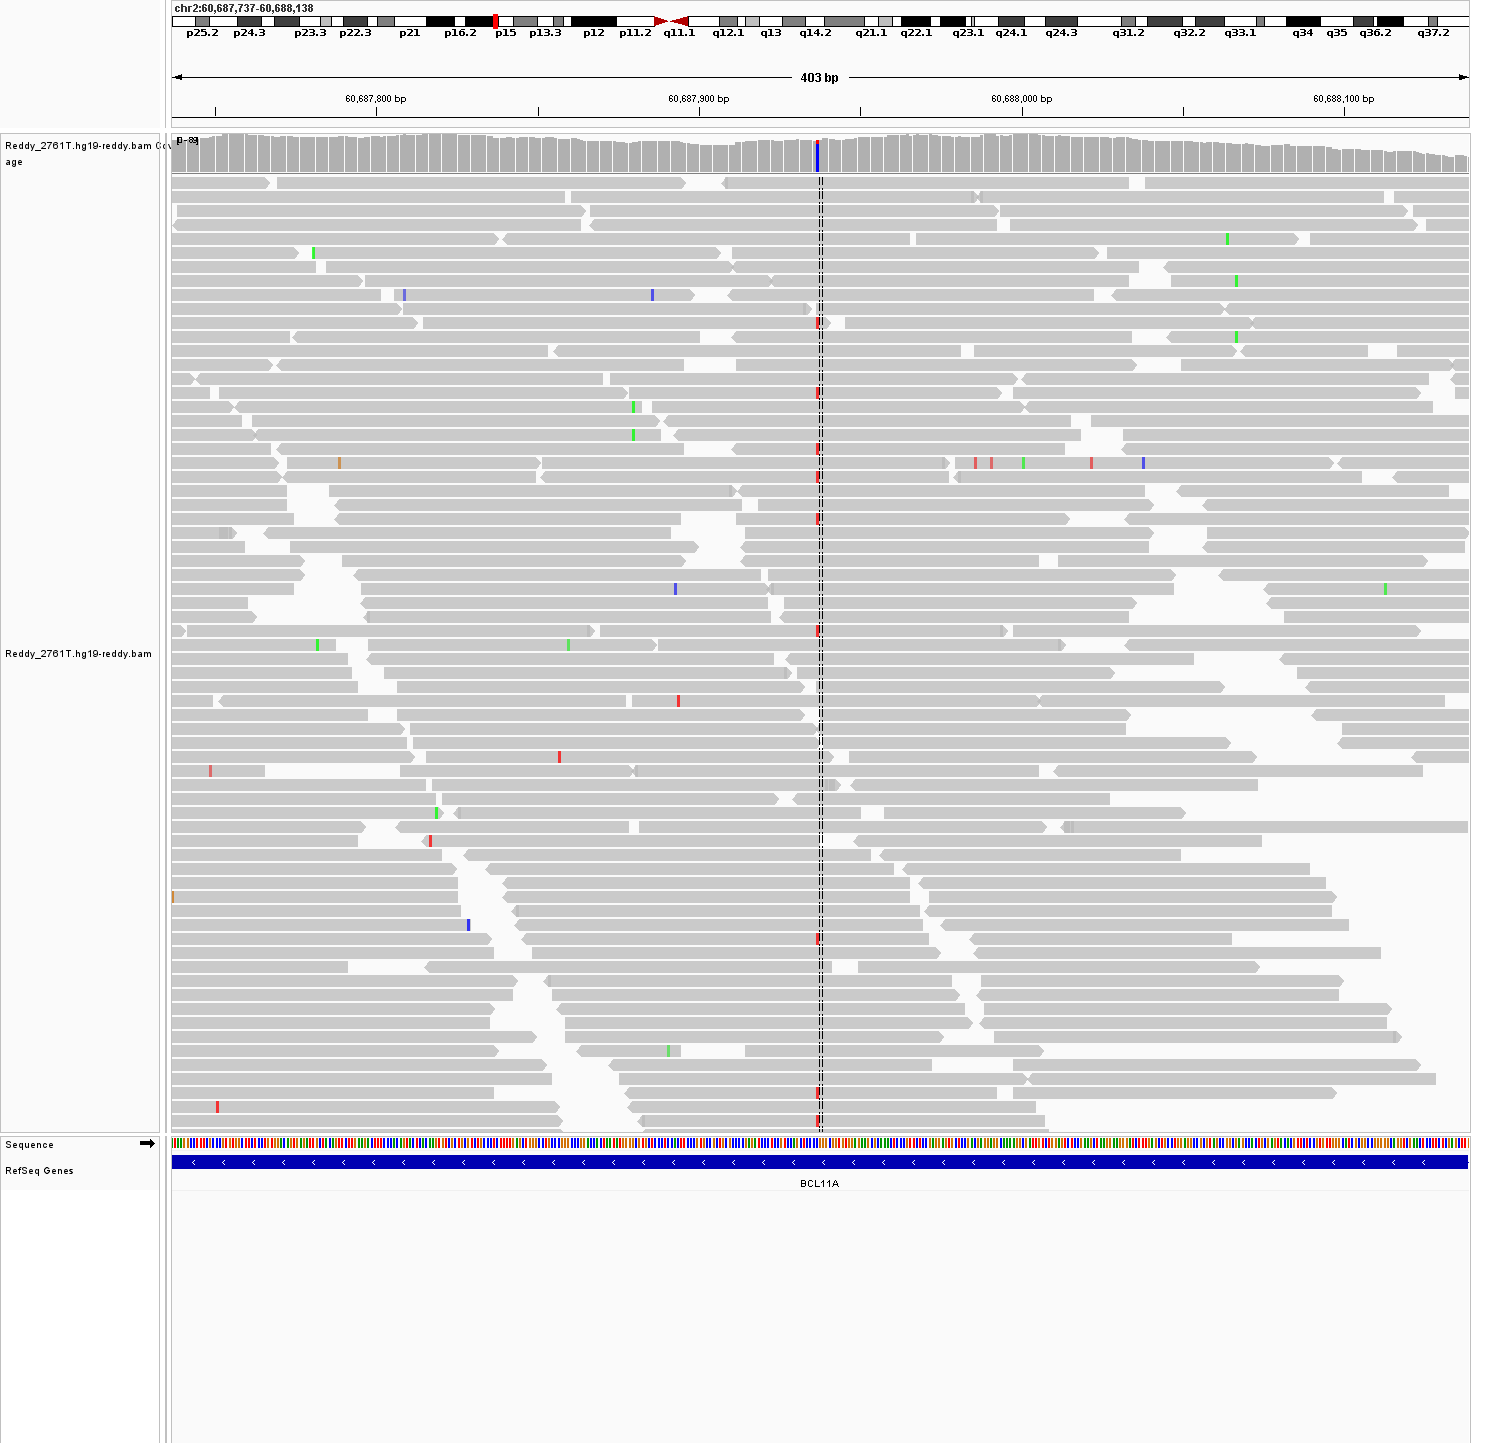 chr2:60,687,737-60,688,138
p25.2 p24.3 p23.3 p22.3 p21 p16.2 p15 p13.3 p12 p11.2 q11.1 q12.1 q13 q14.2 q21.1 q22.1 q23.1 q24.1 q24.3 q31.2 q32.2 q33.1 q34 q35 q36.2 q37.2
403 bp
60,687,800 bp 60,687,900 bp 60,688,000 bp 60,688,100 bp
Reddy_2761T.hg19-reddy.bam Cov
age
Reddy_2761T.hg19-reddy.bam
Sequence
RefSeq Genes
BCL11A